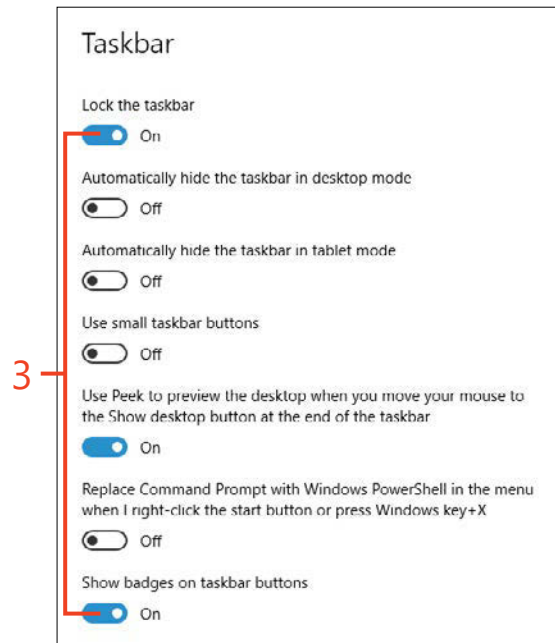 Taskbar
Lock the taskbar
On
Automatically hide the taskbar in desktop mode
Off
Automatically hide the taskbar in tablet mode
Off
Use small taskbar buttons
Off
3
Use Peek to preview the desktop when you move your mouse to
the Show desktop button at the end of the taskbar
On
Replace Command Prompt with Windows PowerShell in the menu
when I right-click the start button or press Windows key+X
Off
Show badges on taskbar buttons
On